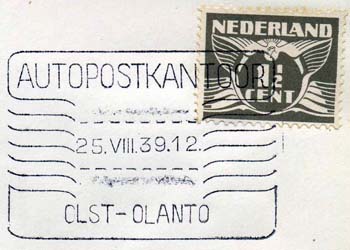 NEDERLAND
AUTOPOSTKANTOOR
CENT
25.VIII.39.12.
OLST-OLANTO